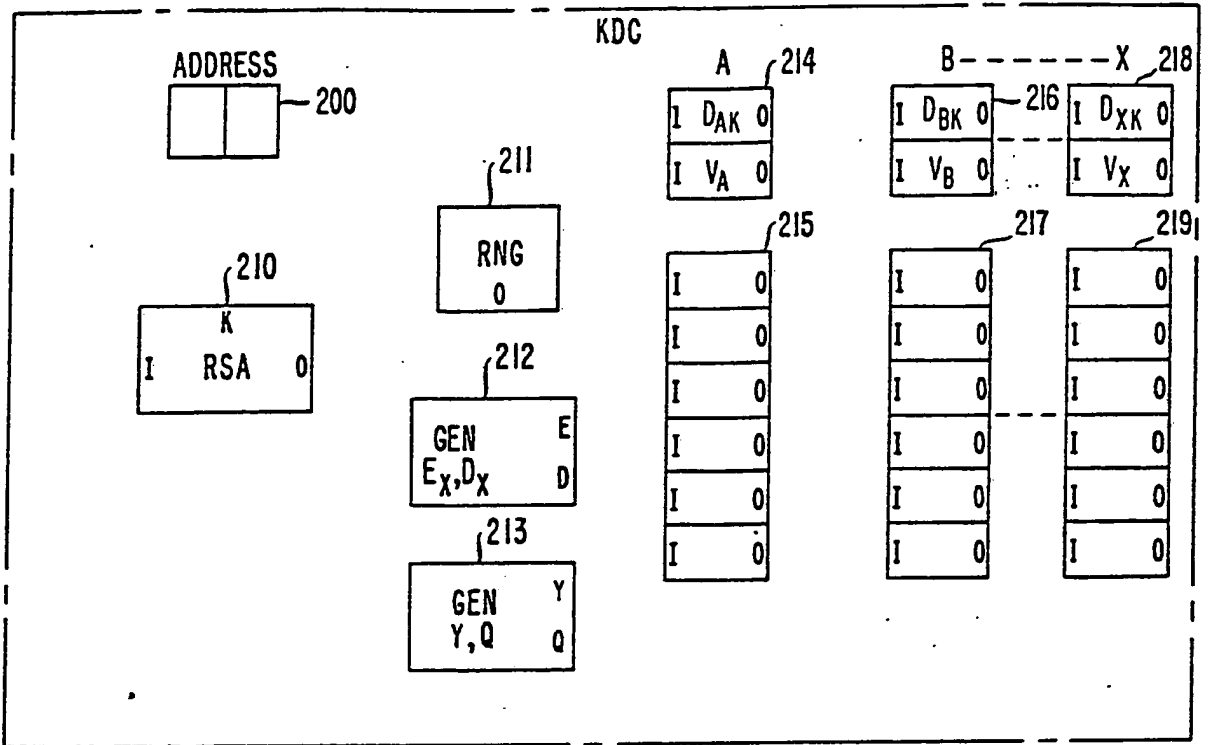 KDC
ADDRESS
200
A 214
B ------ X 218
1 D_AK 0
I V_A 0
I D_BK 0 216
I V_B 0
I D_XK 0
I V_X 0
211
RNG
0
210
K
I RSA 0
212
GEN E
E_X,D_X D
213
GEN Y
Y,Q Q
215
I 0
I 0
I 0
I 0
I 0
I 0
217
I 0
I 0
I 0
I 0
I 0
I 0
219
I 0
I 0
I 0
I 0
I 0
I 0